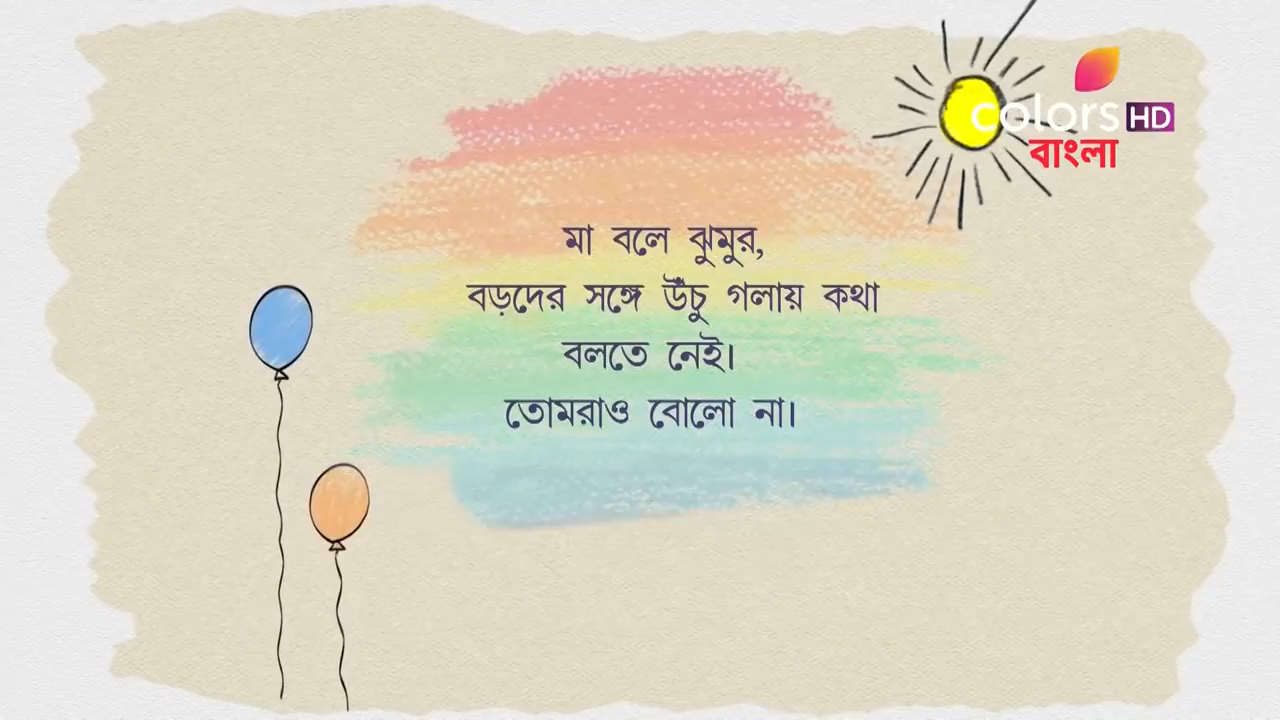 colors HD
বাংলা
মা বলে ঝুমুর,
বড়দের সঙ্গে উঁচু গলায় কথা
বলতে নেই।
তোমরাও বোলো না।